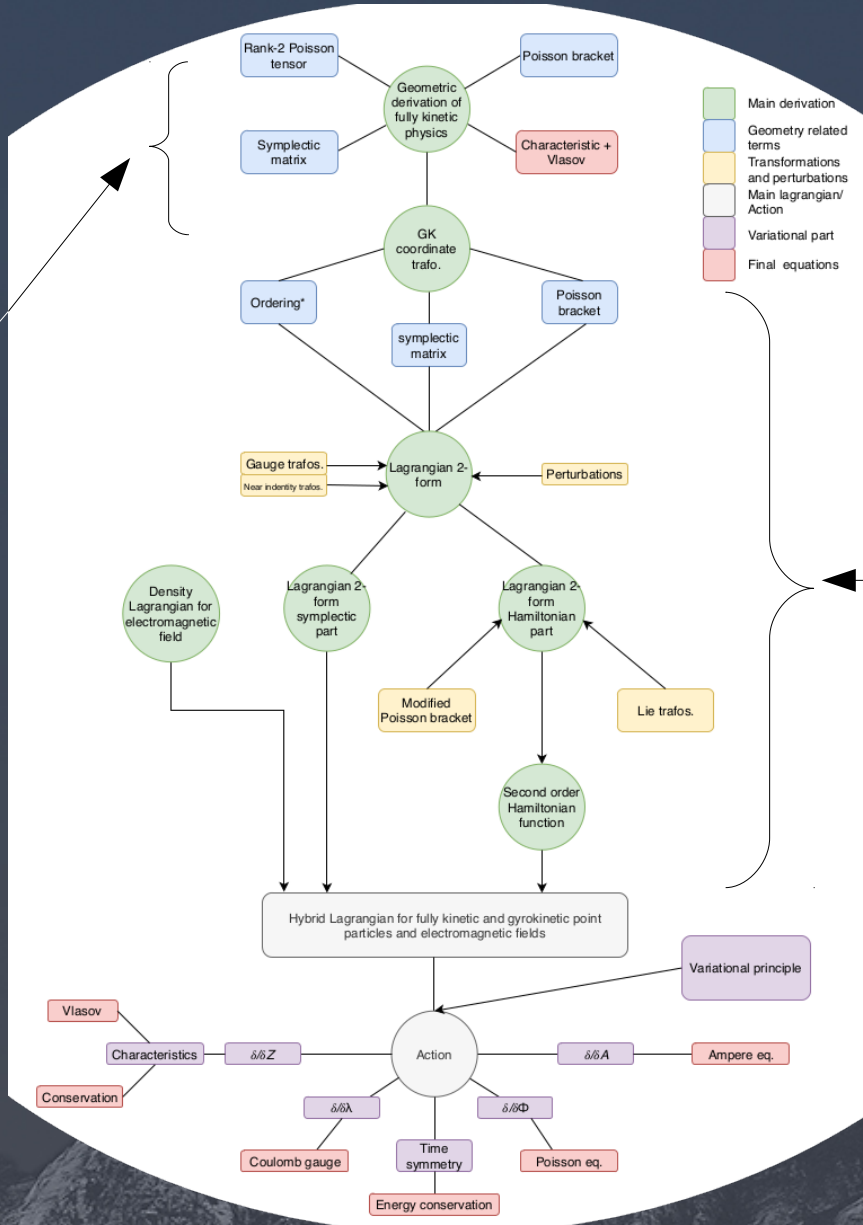 Rank-2 Poisson
tensor
Poisson bracket
Geometric
derivation of
fully kinetic
physics
Symplectic
matrix
Characteristic +
Vlasov
Main derivation
Geometry related
terms
Transformations
and perturbations
Main lagrangian/
Action
Variational part
Final equations
GK
coordinate
trafo.
Ordering*
symplectic
matrix
Poisson
bracket
Gauge trafos.
Near indentity trafos.
Lagrangian 2-
form
Perturbations
Density
Lagrangian for
electromagnetic
field
Lagrangian 2-
form
symplectic
part
Lagrangian 2-
form
Hamiltonian
part
Modified
Poisson bracket
Lie trafos.
Second order
Hamiltonian
function
Hybrid Lagrangian for fully kinetic and gyrokinetic point
particles and electromagnetic fields
Variational principle
Vlasov
Characteristics
δ/δZ
Action
δ/δA
Ampere eq.
Conservation
δ/δλ
δ/δΦ
Coulomb gauge
Time
symmetry
Poisson eq.
Energy conservation